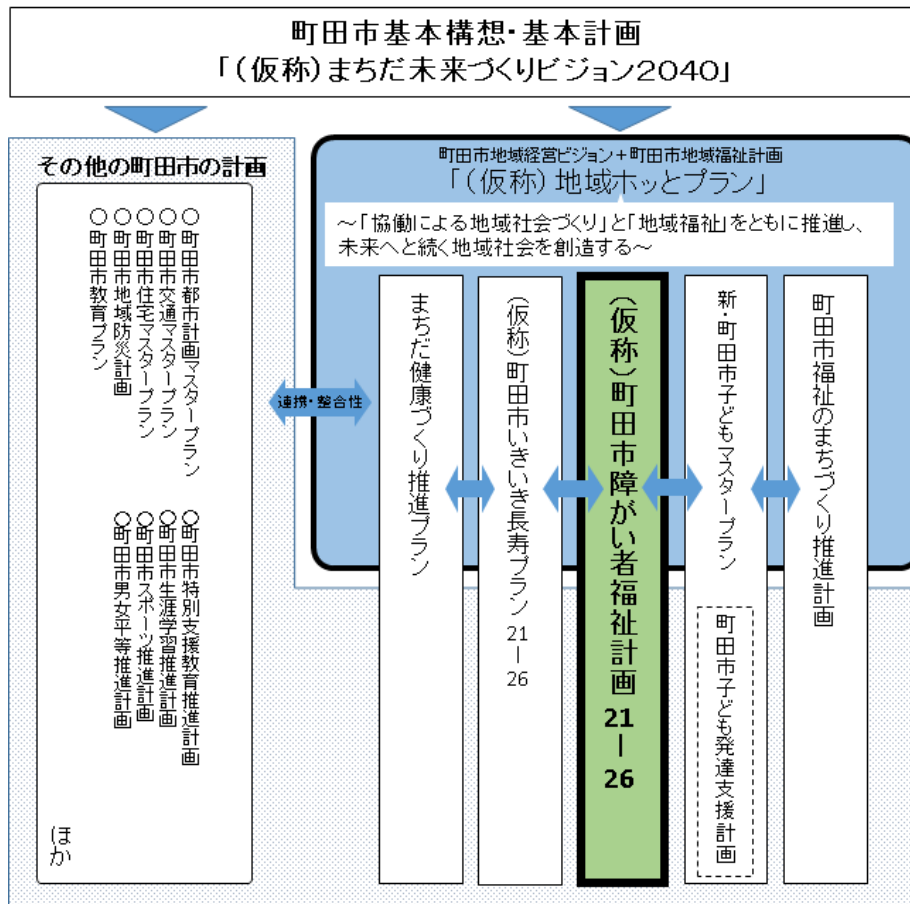 町田市基本構想・基本計画
「(仮称)まちだ未来づくりビジョン2040」
その他の町田市の計画
○町田市都市計画マスタープラン
○町田市交通マスタープラン
○町田市住宅マスタープラン
○町田市地域防災計画
○町田市教育プラン
○町田市特別支援教育推進計画
○町田市生涯学習推進計画
○町田市スポーツ推進計画
○町田市男女平等推進計画
ほか
連携・整合性
町田市地域経営ビジョン+町田市地域福祉計画
「(仮称)地域ホッとプラン」
～「協働による地域社会づくり」と「地域福祉」をともに推進し、
未来へと続く地域社会を創造する～
まちだ健康づくり推進プラン
(仮称)町田市いきいき長寿プラン21―26
(仮称)町田市障がい者福祉計画21―26
新・町田市子どもマスタープラン
町田市子ども発達支援計画
町田市福祉のまちづくり推進計画